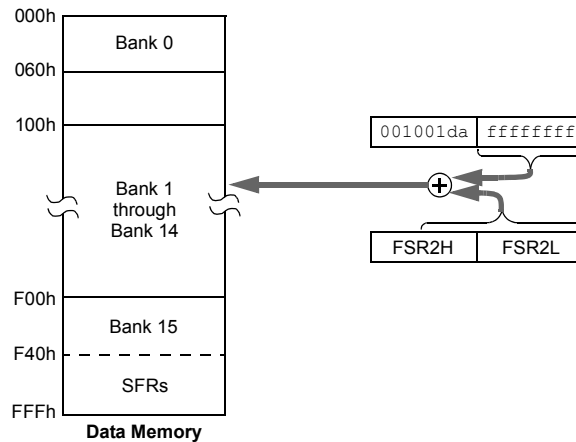 000h
Bank 0
060h
100h
001001da ffffffff
Bank 1
through
Bank 14
FSR2H FSR2L
F00h
Bank 15
F40h
SFRs
FFFh
Data Memory